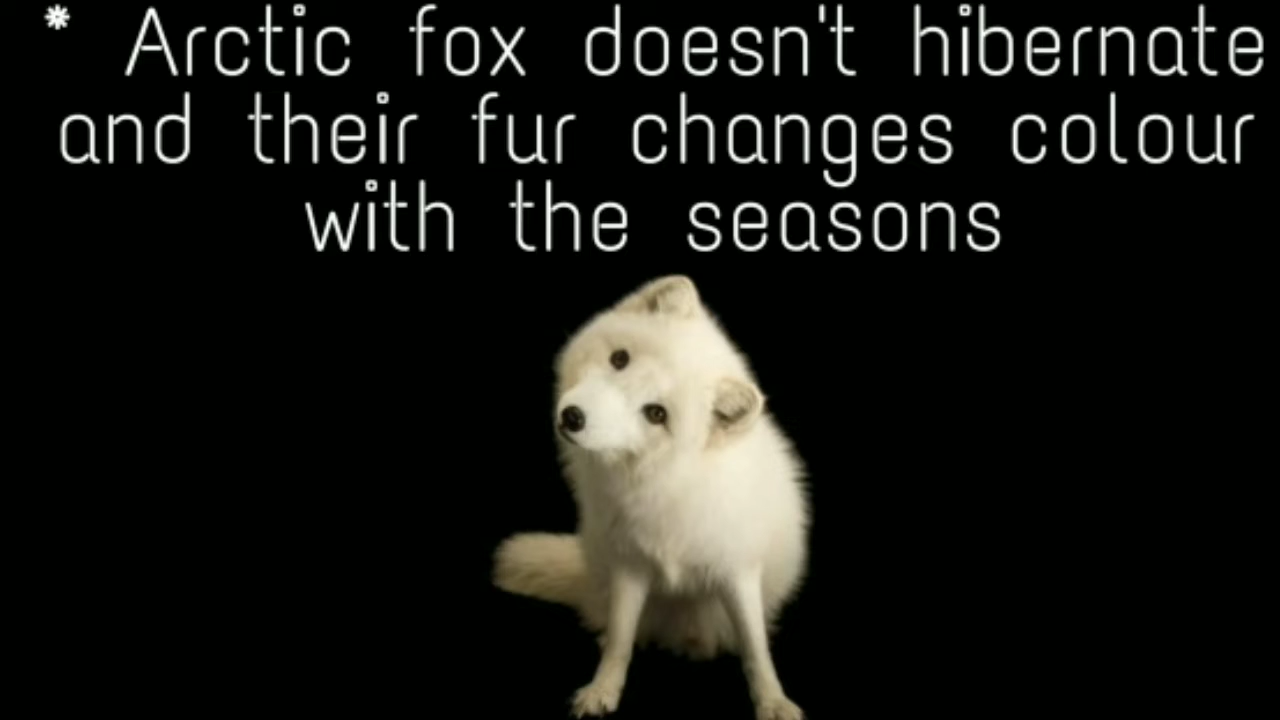 * Arctic fox doesn't hibernate
and their fur changes colour
with the seasons